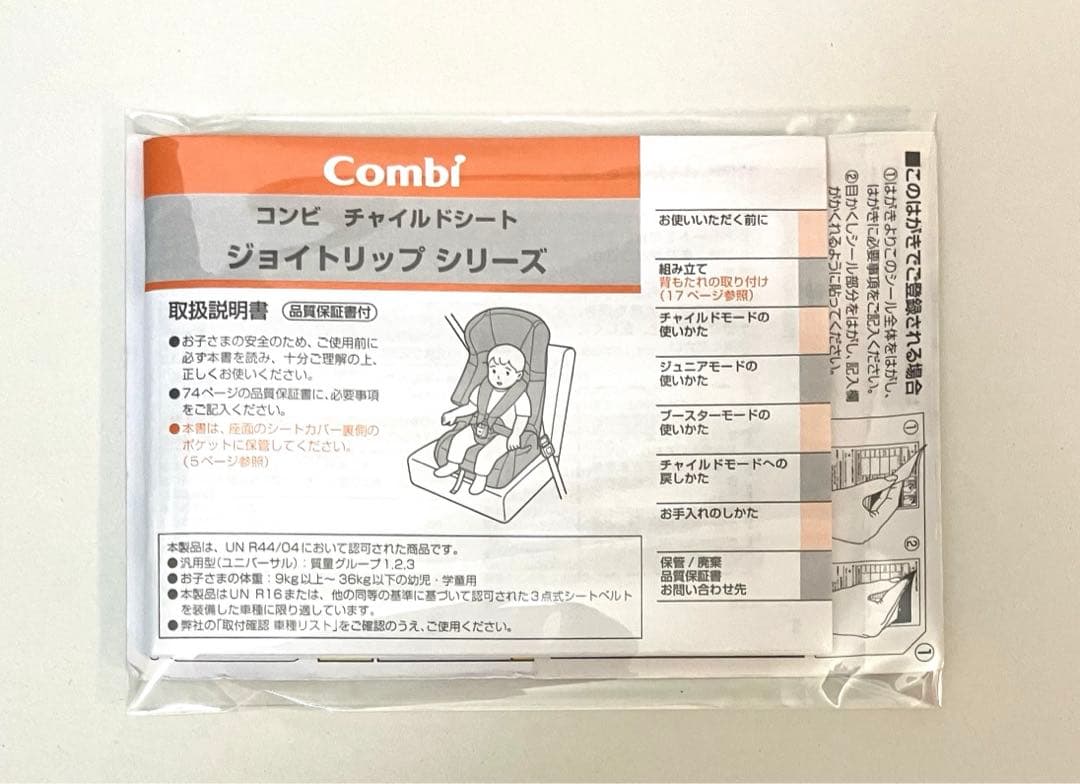 Combi
コンビ チャイルドシート
ジョイトリップ シリーズ
取扱説明書 品質保証書付
●お子さまの安全のため、ご使用前に
必ず本書を読み、十分ご理解の上、
正しくお使いください。
●74ページの品質保証書に、必要事項
をご記入ください。
●本書は、座面のシートカバー裏側の
ポケットに保管してください。
(5ページ参照)
本製品は、UN R44/04において認可された商品です。
●汎用型(ユニバーサル):質量グループ1,2,3
●お子さまの体重:9kg以上〜36kg以下の幼児・学童用
●本製品はUN R16または、他の同等の基準に基づいて認可された3点式シートベルト
を装備した車種に限り適しています。
●弊社の「取付確認 車種リスト」をご確認のうえ、ご使用ください。
お使いいただく前に
組み立て
背もたれの取り付け
(17ページ参照)
チャイルドモードの
使いかた
ジュニアモードの
使いかた
ブースターモードの
使いかた
チャイルドモードへの
戻しかた
お手入れのしかた
保管/廃棄
品質保証書
お問い合わせ先
■このはがきでご登録される場合
①はがきよりこのシール全体をはがし、
はがきに必要事項をご記入ください。
②目かくしシール部分をはがし、記入欄
がかくれるように貼ってください。
①
②
①